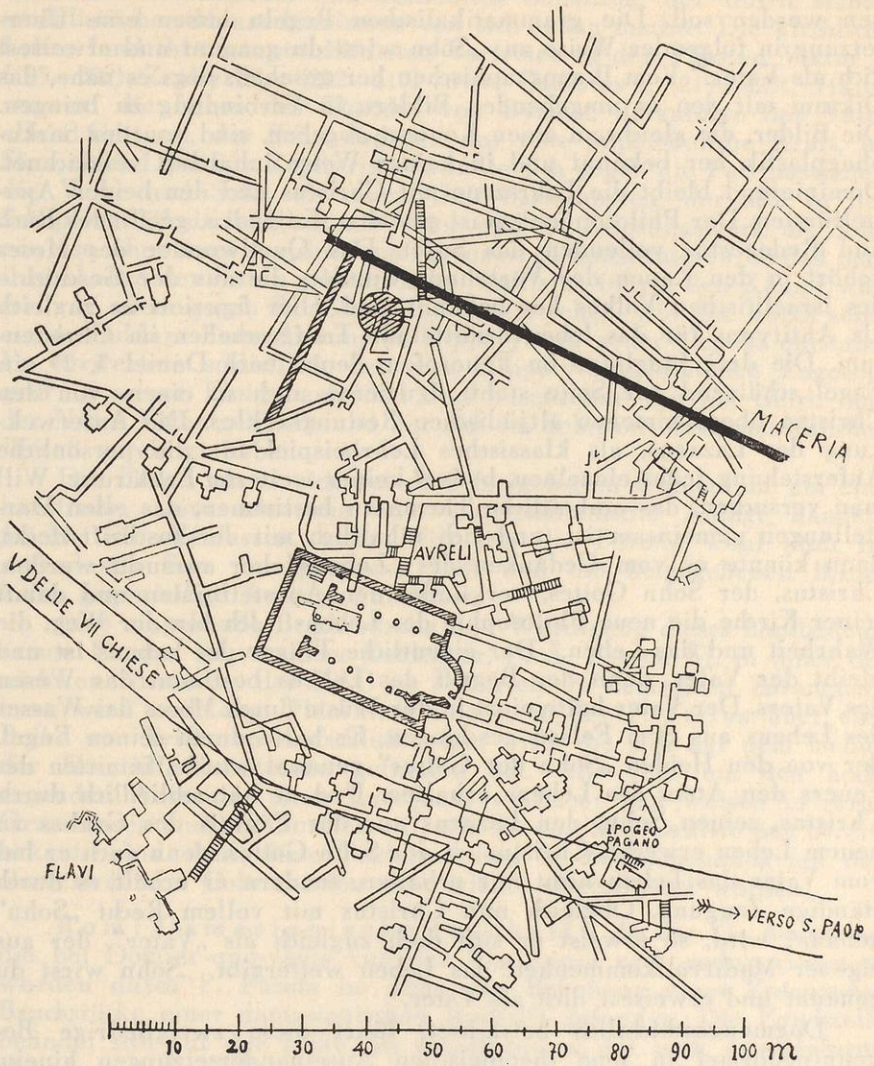 MACERIA
AVRELI
V. DELLE VII CHIESE
IPOGEO
PAGANO
FLAVI
VERSO S. PAOLO
10 20 30 40 50 60 70 80 90 100 m